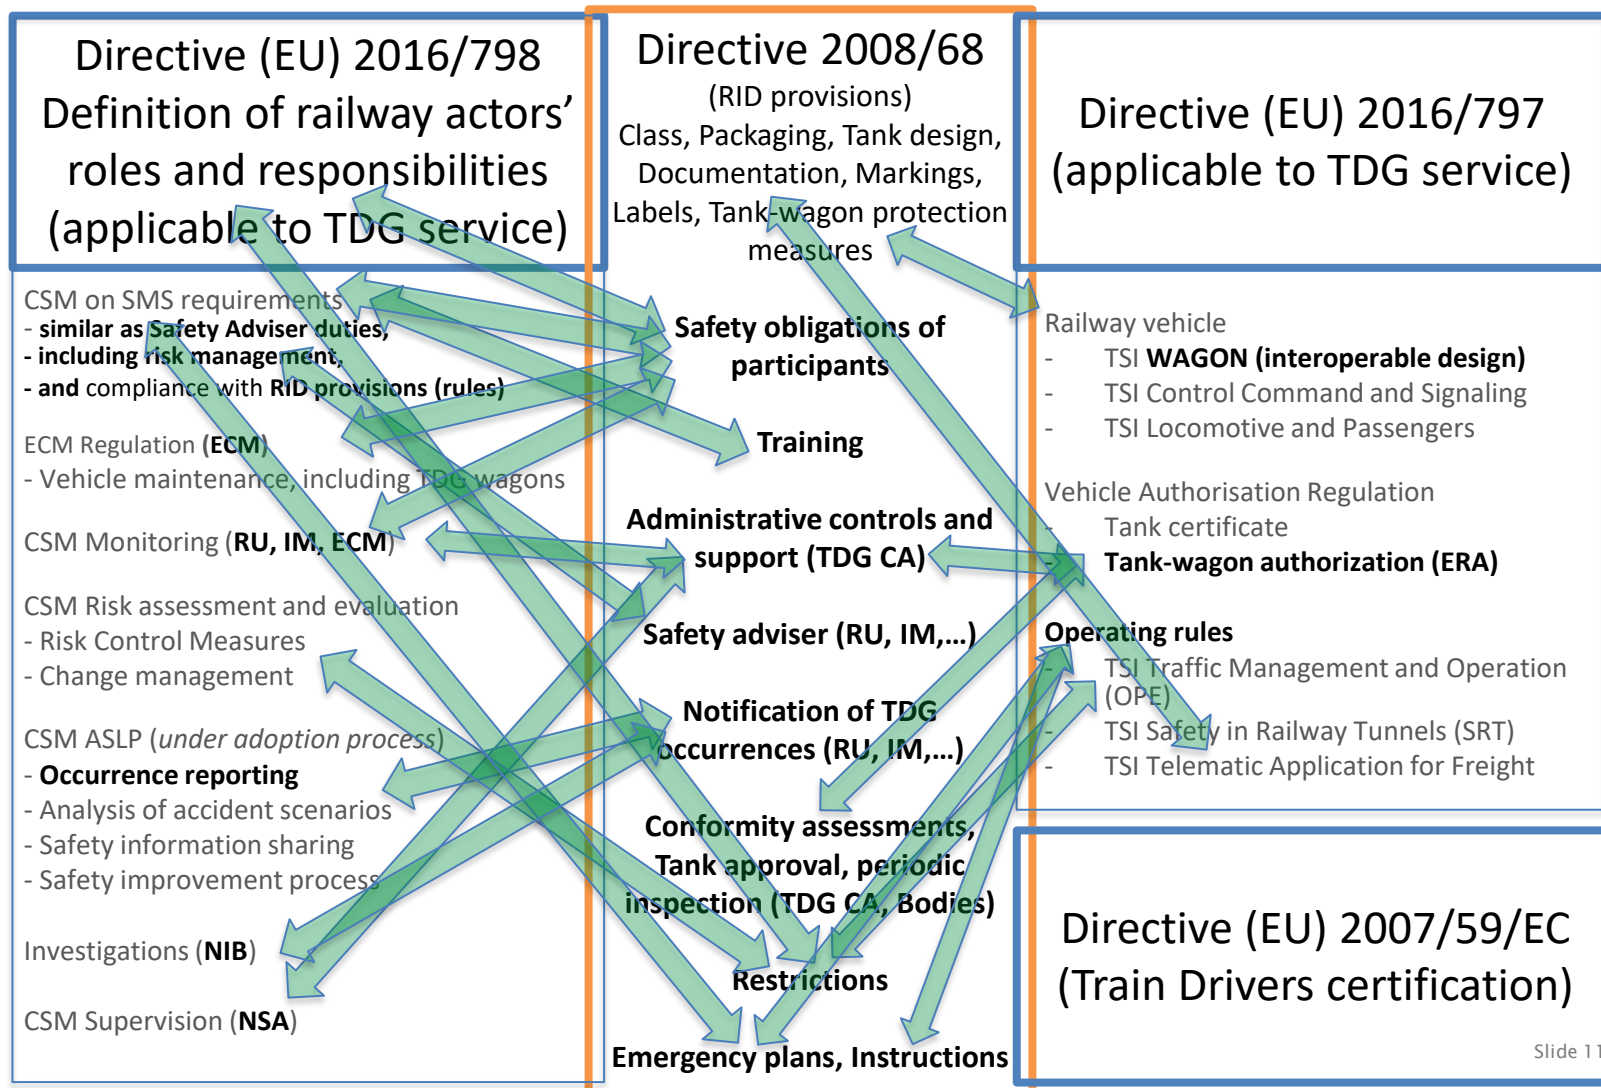 Directive (EU) 2016/798
Definition of railway actors’
roles and responsibilities
(applicable to TDG service)
CSM on SMS requirements
- similar as Safety Adviser duties,
- including risk management,
- and compliance with RID provisions (rules)
ECM Regulation (ECM)
- Vehicle maintenance, including TDG wagons
CSM Monitoring (RU, IM, ECM)
CSM Risk assessment and evaluation
- Risk Control Measures
- Change management
CSM ASLP (under adoption process)
- Occurrence reporting
- Analysis of accident scenarios
- Safety information sharing
- Safety improvement process
Investigations (NIB)
CSM Supervision (NSA)
Directive 2008/68
(RID provisions)
Class, Packaging, Tank design,
Documentation, Markings,
Labels, Tank-wagon protection
measures
Safety obligations of
participants
Training
Administrative controls and
support (TDG CA)
Safety adviser (RU, IM,...)
Notification of TDG
occurrences (RU, IM,...)
Conformity assessments,
Tank approval, periodic
inspection (TDG CA, Bodies)
Restrictions
Emergency plans, Instructions
Directive (EU) 2016/797
(applicable to TDG service)
Railway vehicle
- TSI WAGON (interoperable design)
- TSI Control Command and Signaling
- TSI Locomotive and Passengers
Vehicle Authorisation Regulation
- Tank certificate
- Tank-wagon authorization (ERA)
Operating rules
- TSI Traffic Management and Operation
(OPE)
- TSI Safety in Railway Tunnels (SRT)
- TSI Telematic Application for Freight
Directive (EU) 2007/59/EC
(Train Drivers certification)
Slide 11